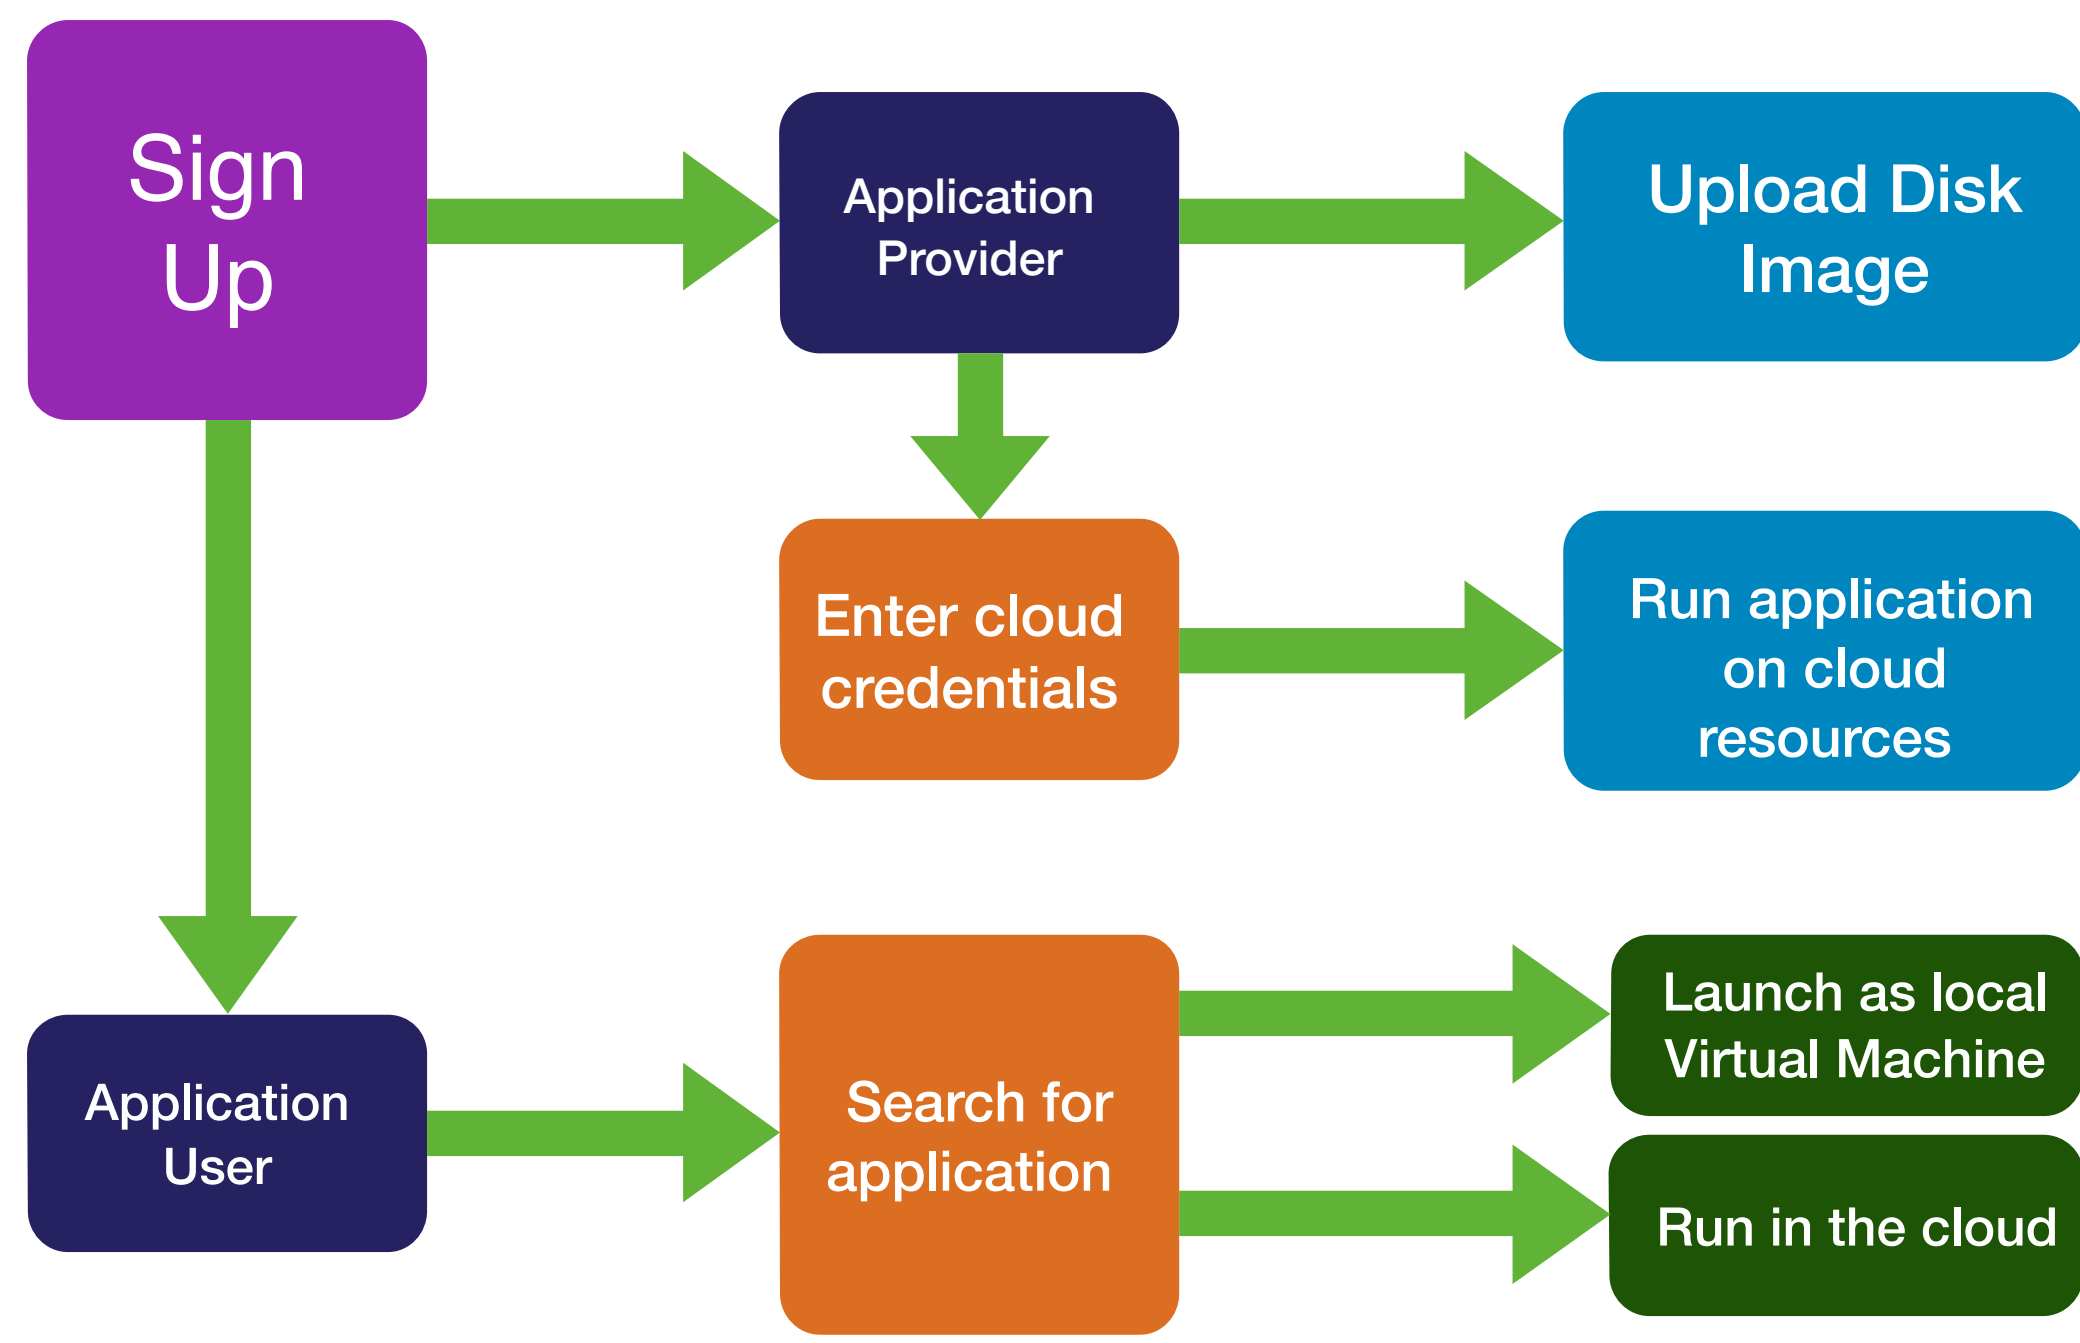 Sign
Up
Application
Provider
Upload Disk
Image
Enter cloud
credentials
Run application
on cloud
resources
Application
User
Search for
application
Launch as local
Virtual Machine
Run in the cloud